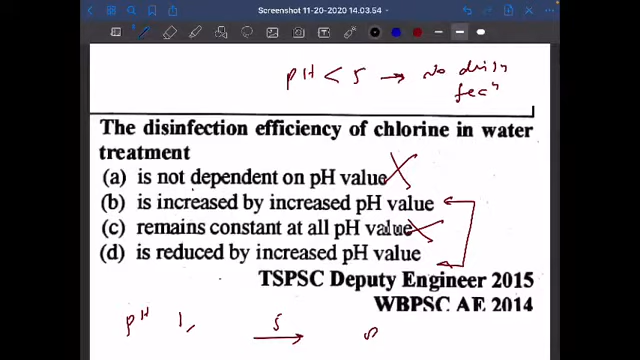 Screenshot 11-20-2020 14.03.54
pH < 5 → No
The disinfection efficiency of chlorine in water
treatment
(a) is not dependent on pH value
(b) is increased by increased pH value
(c) remains constant at all pH value
(d) is reduced by increased pH value
TSPSC Deputy Engineer 2015
WBPSC AE 2014
pH 1, 5